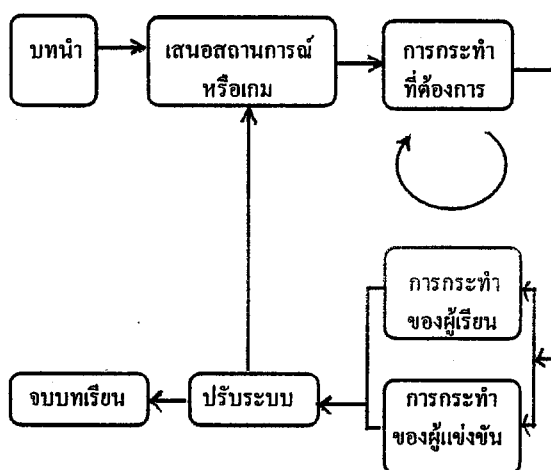 บทนำ
เสนอสถานการณ์
หรือเกม
การกระทำ
ที่ต้องการ
การกระทำ
ของผู้เรียน
จบบทเรียน
ปรับระบบ
การกระทำ
ของผู้แข่งขัน